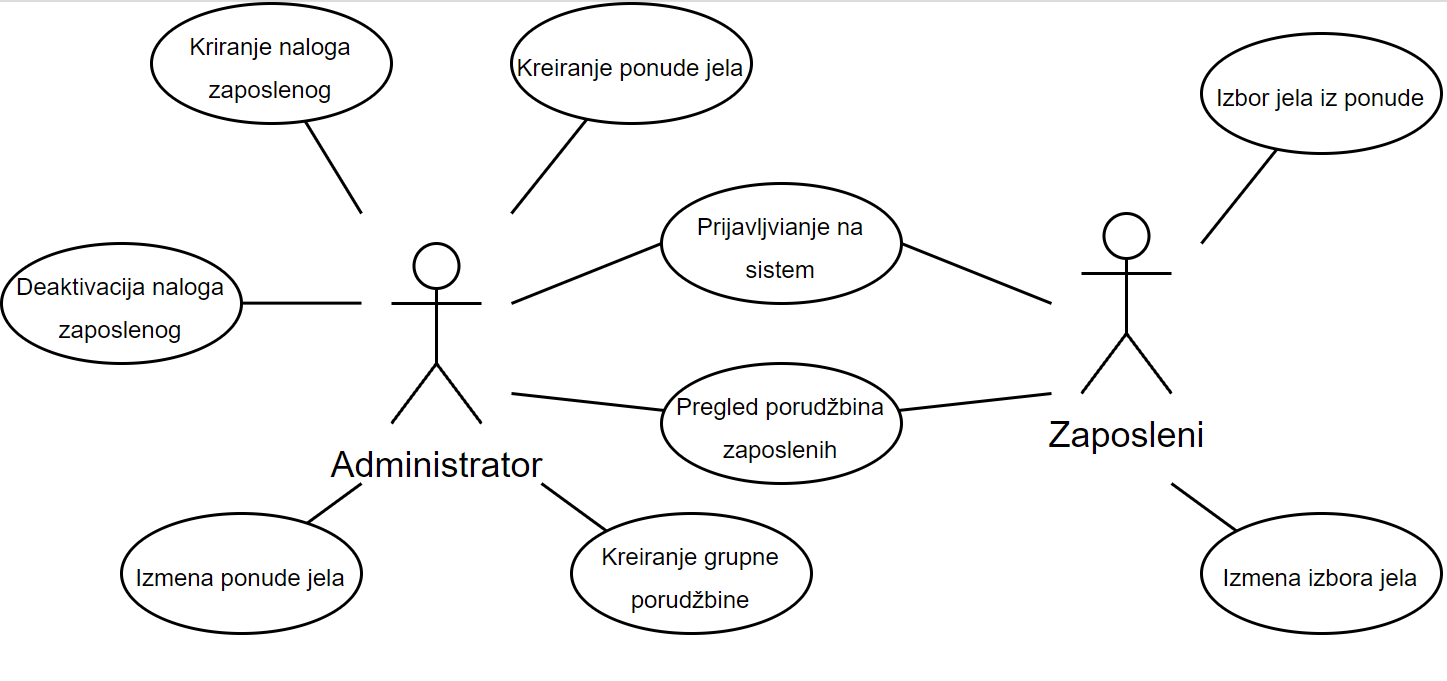 Kriranje naloga
zaposlenog
Kreiranje ponude jela
Izbor jela iz ponude
Prijavljvianje na
sistem
Deaktivacija naloga
zaposlenog
Pregled porudžbina
zaposlenih
Zaposleni
Administrator
Izmena ponude jela
Kreiranje grupne
porudžbine
Izmena izbora jela